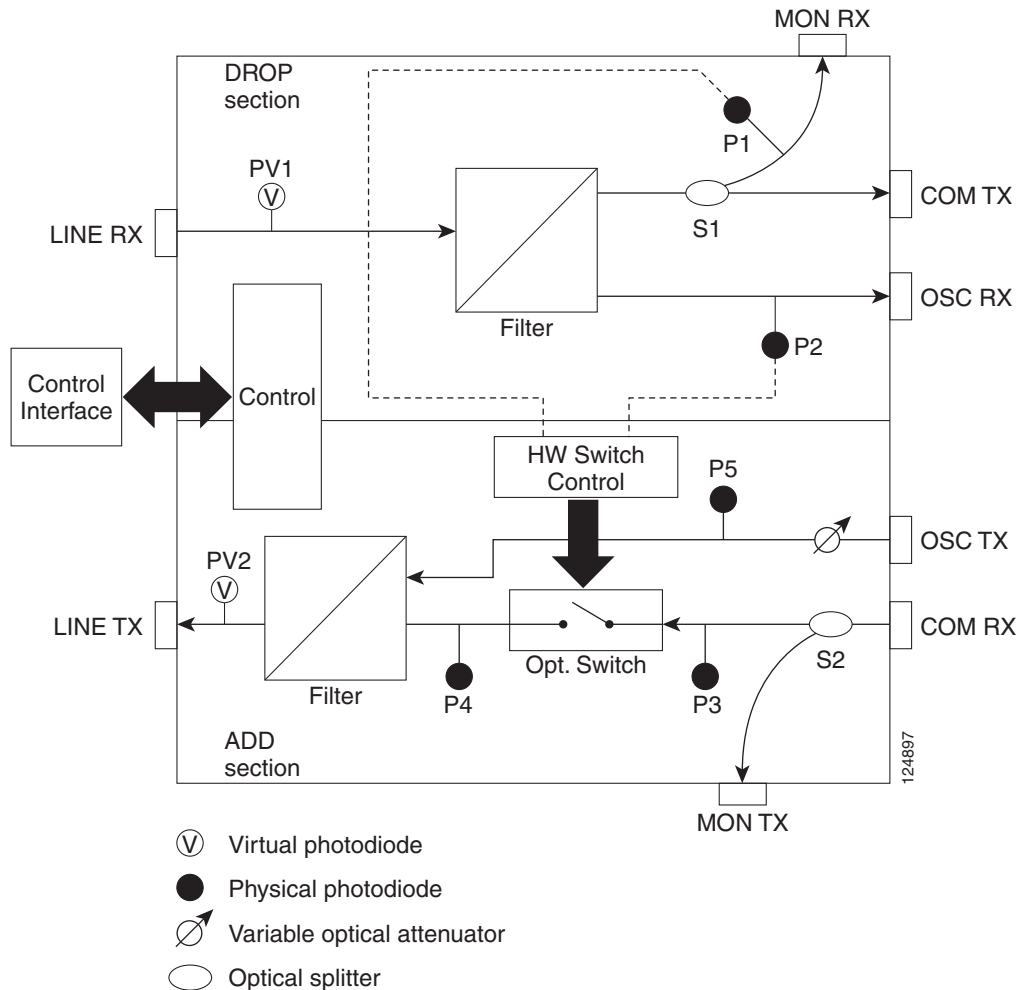 MON RX
DROP
section
P1
PV1
V
COM TX
S1
LINE RX
OSC RX
Filter
P2
Control
Interface
Control
HW Switch
Control
P5
OSC TX
PV2
V
LINE TX
COM RX
S2
Opt. Switch
Filter
P4
P3
ADD
section
124897
MON TX
V Virtual photodiode
Physical photodiode
Variable optical attenuator
Optical splitter